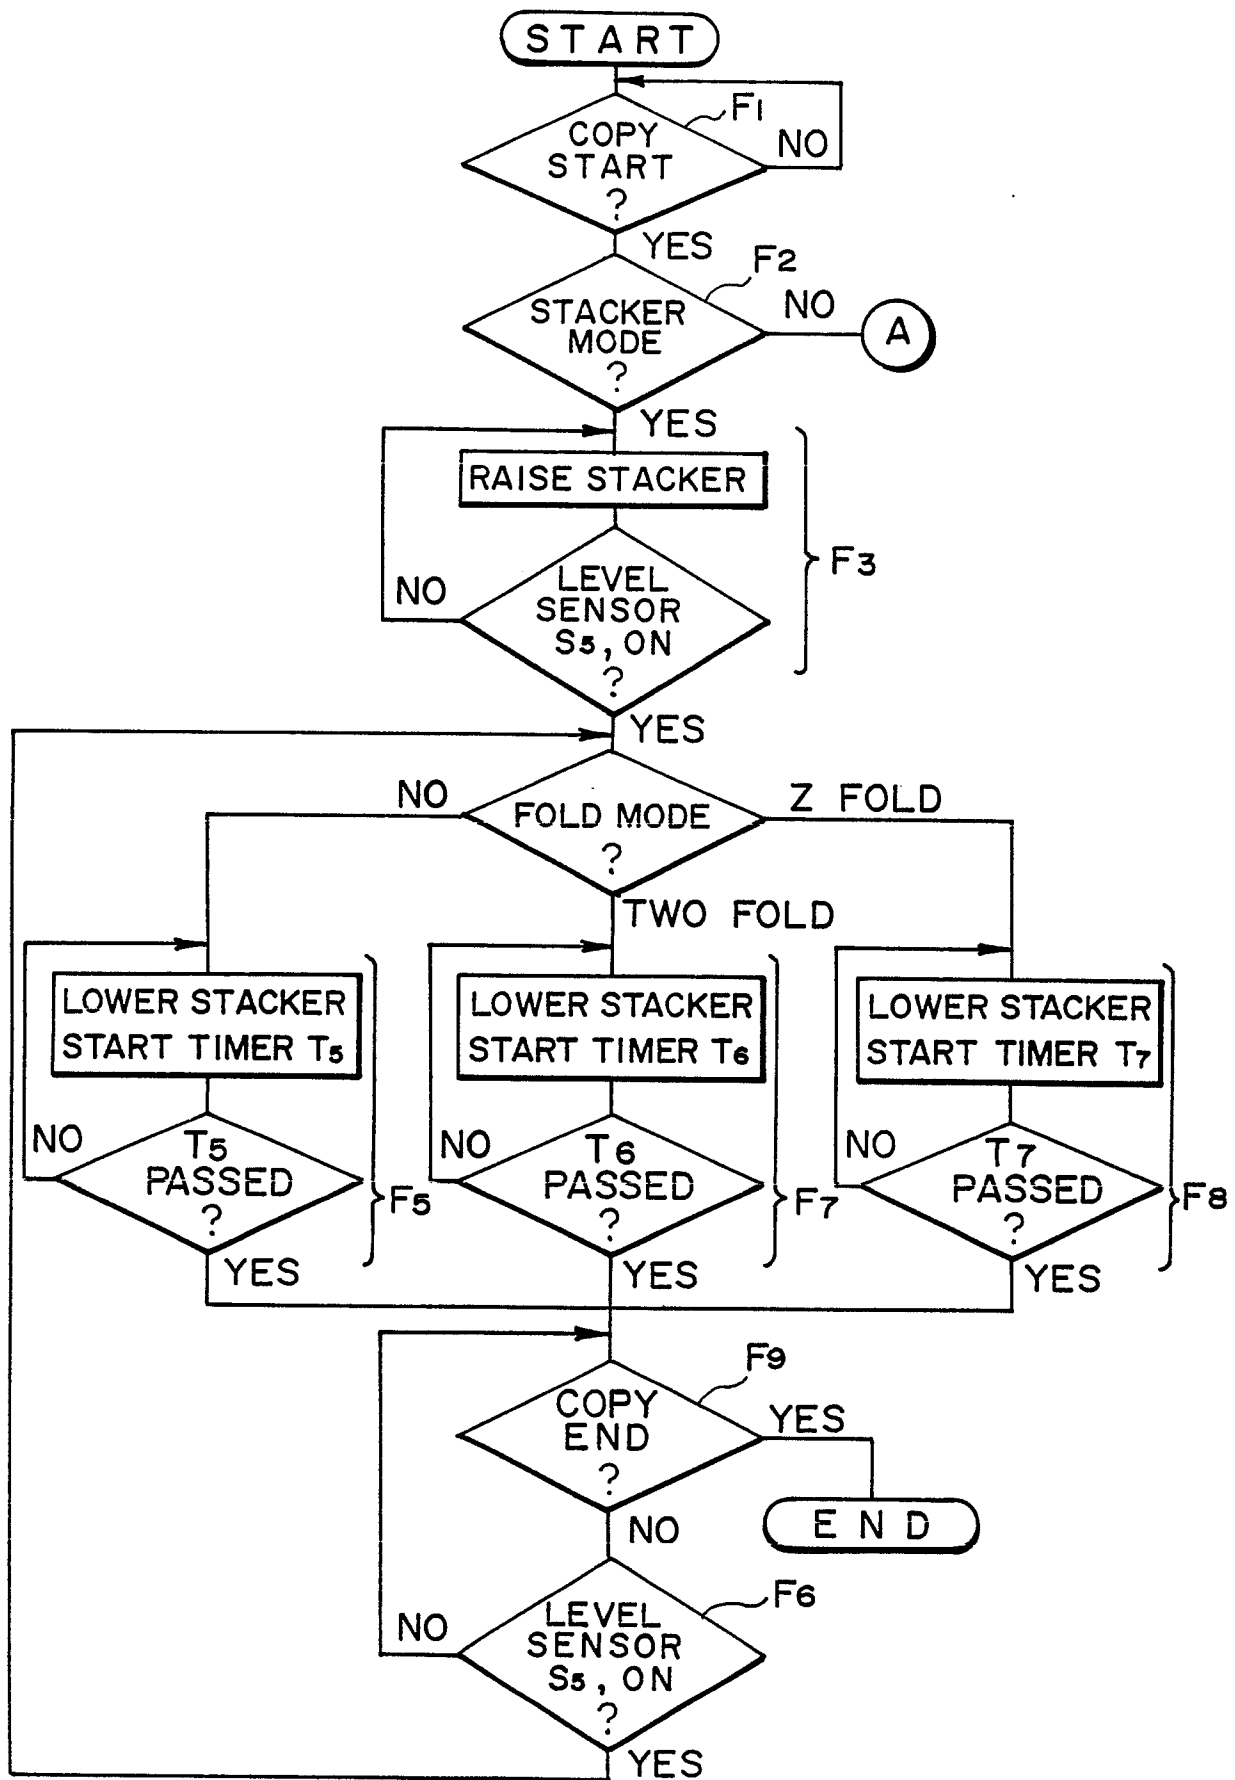 START
F1
COPY
START
?
NO
YES
F2
STACKER
MODE
?
NO
A
YES
RAISE STACKER
F3
NO
LEVEL
SENSOR
S5, ON
?
YES
NO
FOLD MODE
?
Z FOLD
TWO FOLD
LOWER STACKER
START TIMER T5
LOWER STACKER
START TIMER T6
LOWER STACKER
START TIMER T7
NO
T5
PASSED
?
F5
YES
NO
T6
PASSED
?
F7
YES
NO
T7
PASSED
?
F8
YES
F9
COPY
END
?
YES
END
NO
F6
NO
LEVEL
SENSOR
S5, ON
?
YES